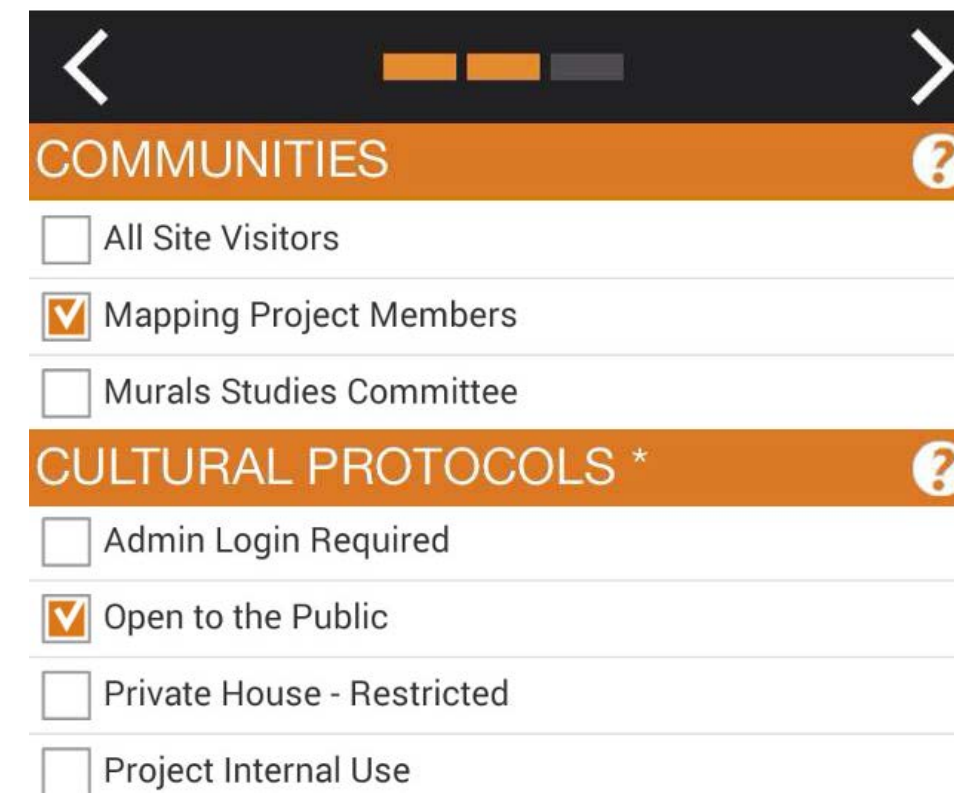 COMMUNITIES ?
All Site Visitors
Mapping Project Members
Murals Studies Committee
CULTURAL PROTOCOLS * ?
Admin Login Required
Open to the Public
Private House - Restricted
Project Internal Use